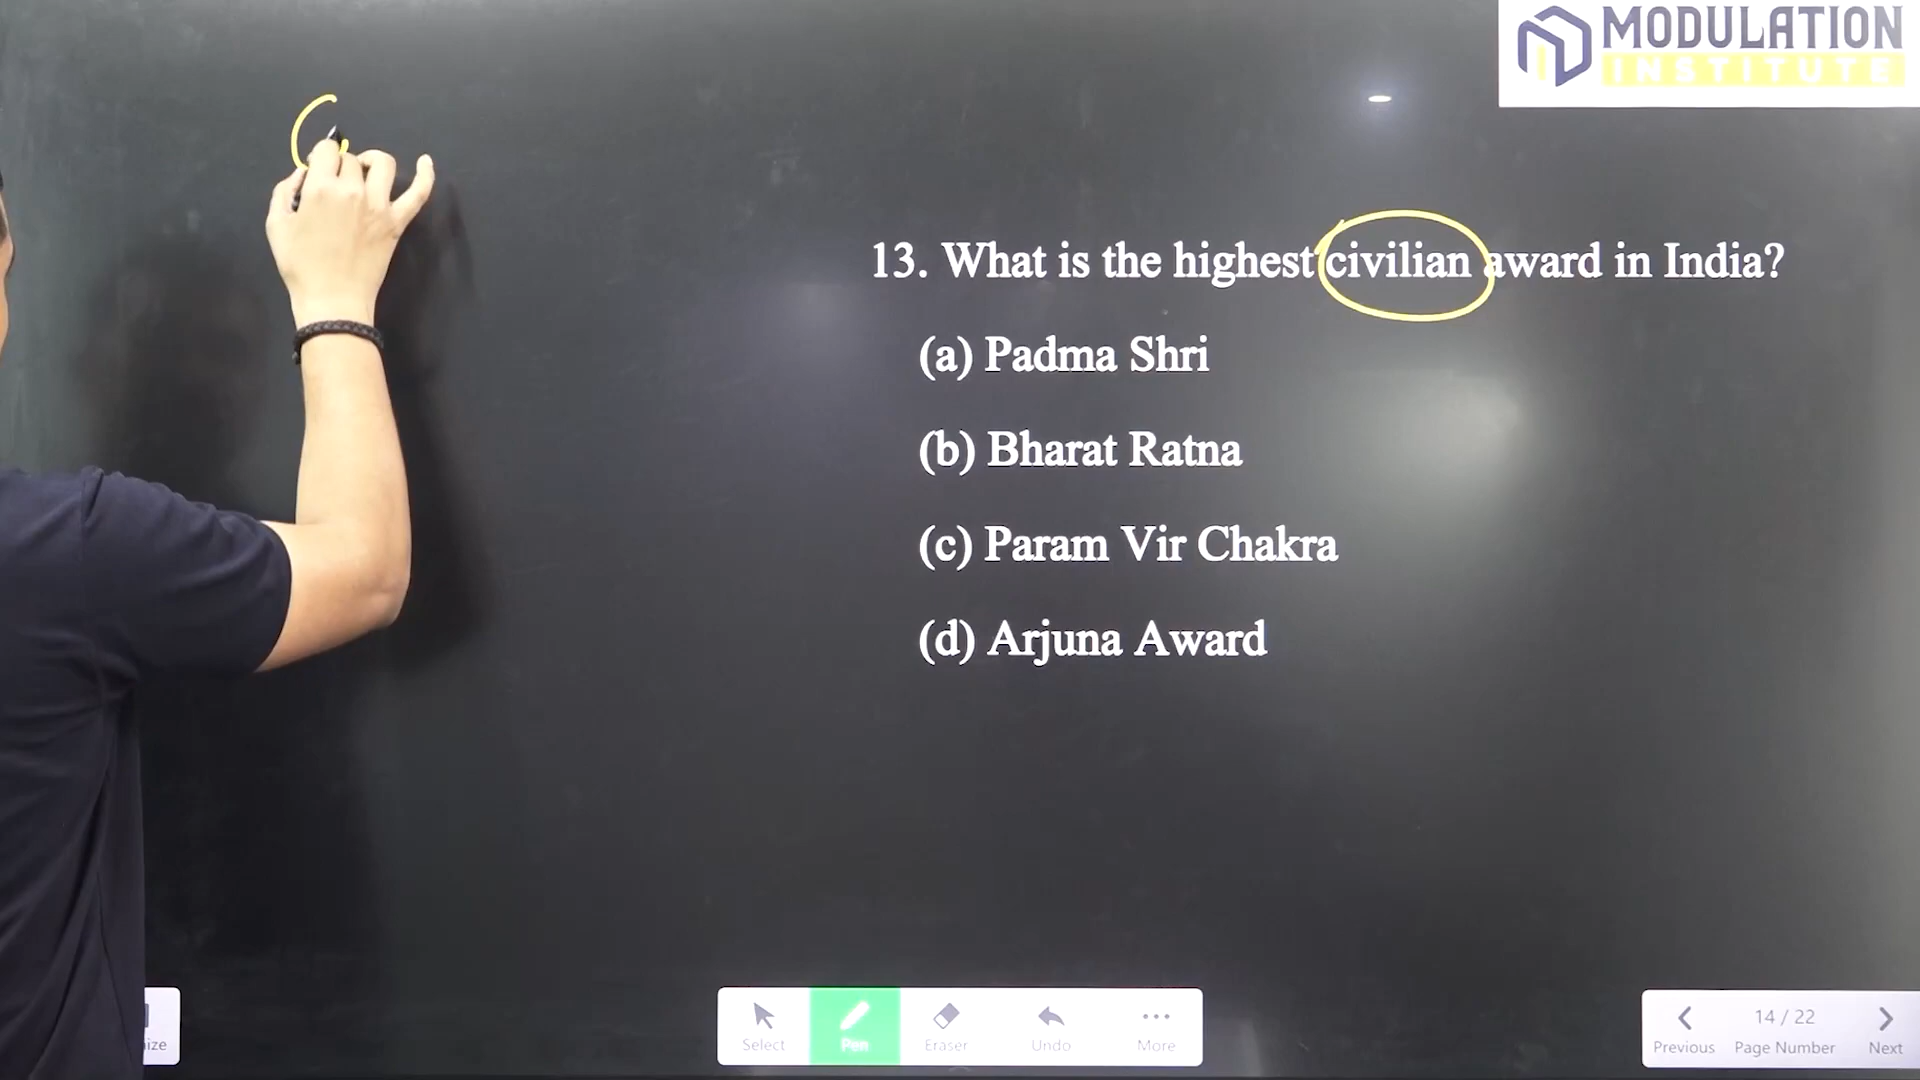 MODULATION
INSTITUTE
13. What is the highest civilian award in India?
(a) Padma Shri
(b) Bharat Ratna
(c) Param Vir Chakra
(d) Arjuna Award
ize
Select
Pen
Eraser
Undo
More
14 / 22
Previous
Page Number
Next